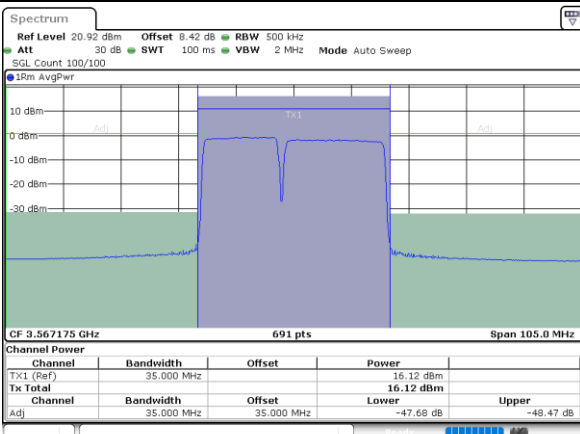 Spectrum
Ref Level 20.92 dBm Offset 8.42 dB RBW 500 kHz
Att 30 dB SWT 100 ms VBW 2 MHz Mode Auto Sweep
SGL Count 100/100
1Rm AvgPwr
10 dBm
TX1
Adj Adj
0 dBm
-10 dBm
-20 dBm
-30 dBm
CF 3.567175 GHz 691 pts Span 105.0 MHz
Channel Power
Channel Bandwidth Offset Power
TX1 (Ref) 35.000 MHz 16.12 dBm
Tx Total 16.12 dBm
Channel Bandwidth Offset Lower Upper
Adj 35.000 MHz 35.000 MHz -47.68 dB -48.47 dB